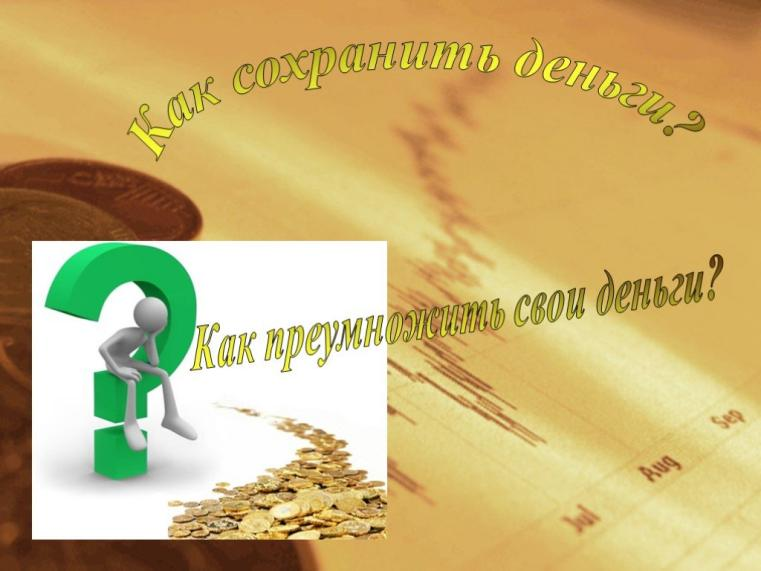 Как сохранить деньги?
Как преумножить свои деньги?
Jul
Aug
Sep